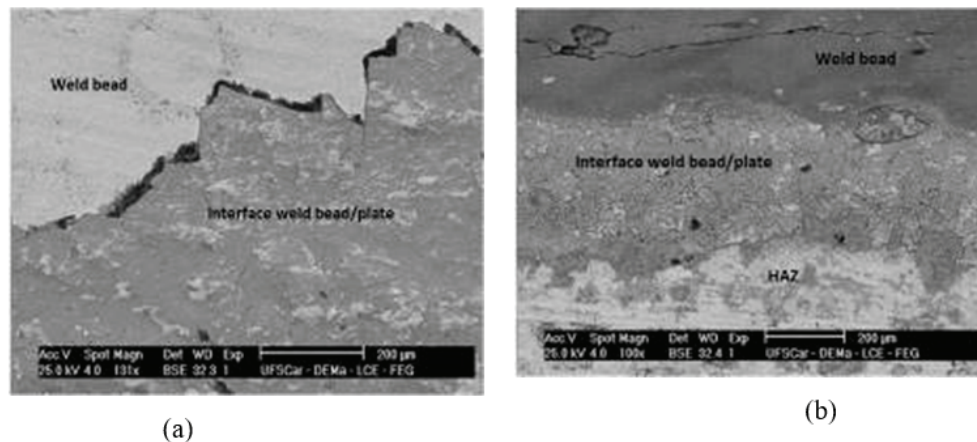 Weld bead
Interface weld bead/plate
Acc V Spot Magn Det WD Exp 200 µm
25.0 kV 4.0 131x BSE 32.3 1 UFSCar - DEMa - LCE - FEG
(a)
Weld bead
Interface weld bead/plate
HAZ
Acc V Spot Magn Det WD Exp 200 µm
25.0 kV 4.0 100x BSE 32.4 1 UFSCar - DEMa - LCE - FEG
(b)